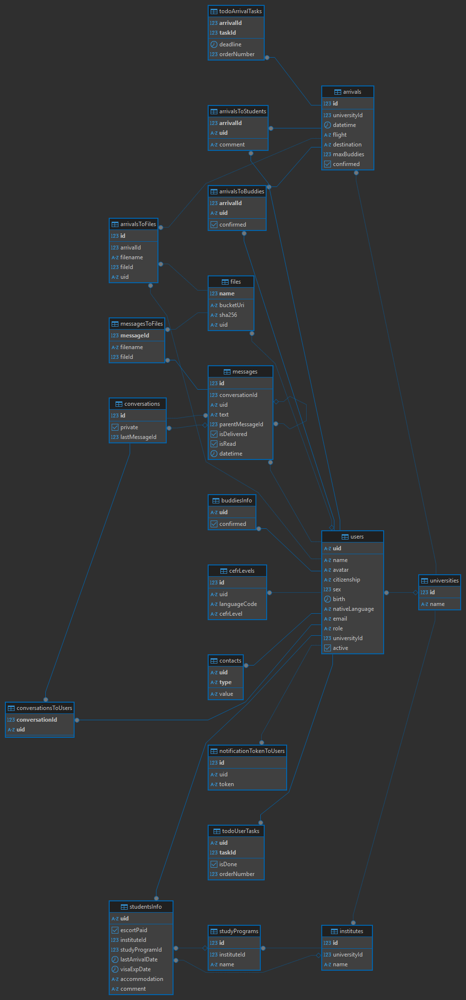 todoArrivalTasks
123 arrivalId
123 taskId
deadline
123 orderNumber
arrivals
123 id
123 universityId
datetime
A-Z flight
A-Z destination
123 maxBuddies
confirmed
arrivalsToStudents
123 arrivalId
A-Z uid
A-Z comment
arrivalsToBuddies
123 arrivalId
A-Z uid
confirmed
arrivalsToFiles
123 id
123 arrivalId
A-Z filename
123 fileId
A-Z uid
files
123 name
A-Z bucketUri
A-Z sha256
A-Z uid
messagesToFiles
123 messageId
A-Z filename
123 fileId
messages
123 id
123 conversationId
A-Z uid
A-Z text
123 parentMessageId
isDelivered
isRead
datetime
conversations
123 id
private
123 lastMessageId
buddiesInfo
A-Z uid
confirmed
users
A-Z uid
A-Z name
A-Z avatar
A-Z citizenship
123 sex
birth
A-Z nativeLanguage
A-Z email
A-Z role
123 universityId
active
universities
123 id
A-Z name
cefrLevels
123 id
A-Z uid
A-Z languageCode
A-Z cefrLevel
contacts
A-Z uid
A-Z type
A-Z value
conversationsToUsers
123 conversationId
A-Z uid
notificationTokenToUsers
123 id
A-Z uid
A-Z token
todoUserTasks
A-Z uid
123 taskId
isDone
123 orderNumber
studentsInfo
A-Z uid
escortPaid
123 instituteId
123 studyProgramId
lastArrivalDate
visaExpDate
A-Z accommodation
A-Z comment
studyPrograms
123 id
123 instituteId
A-Z name
institutes
123 id
123 universityId
A-Z name